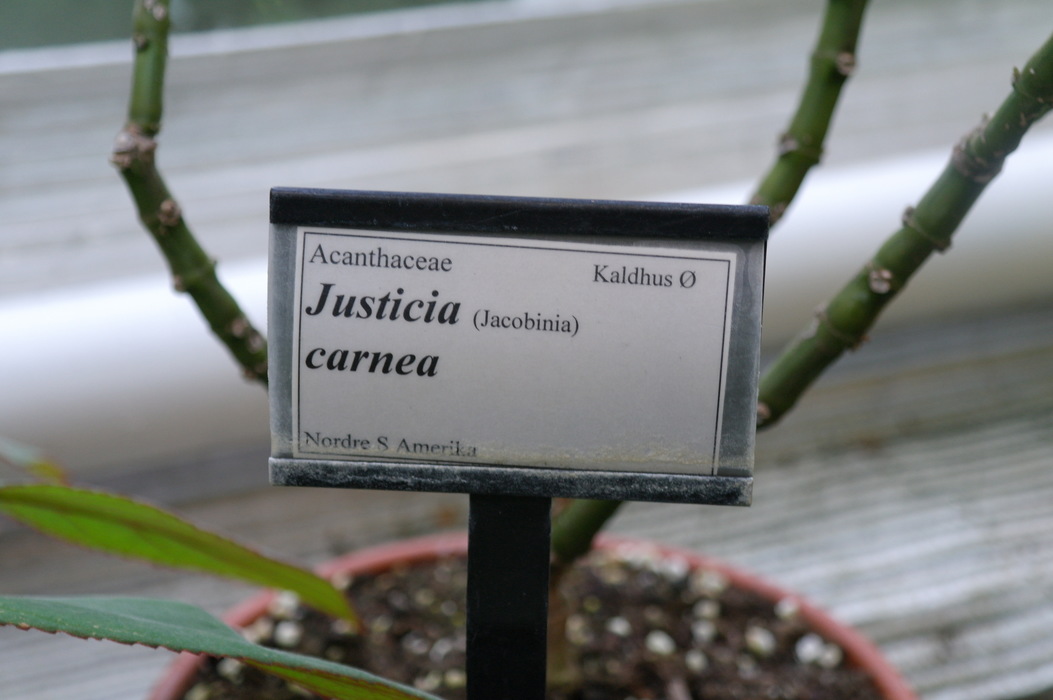 Acanthaceae
Kaldhus Ø
Justicia (Jacobinia)
carnea
Nordre S Amerika